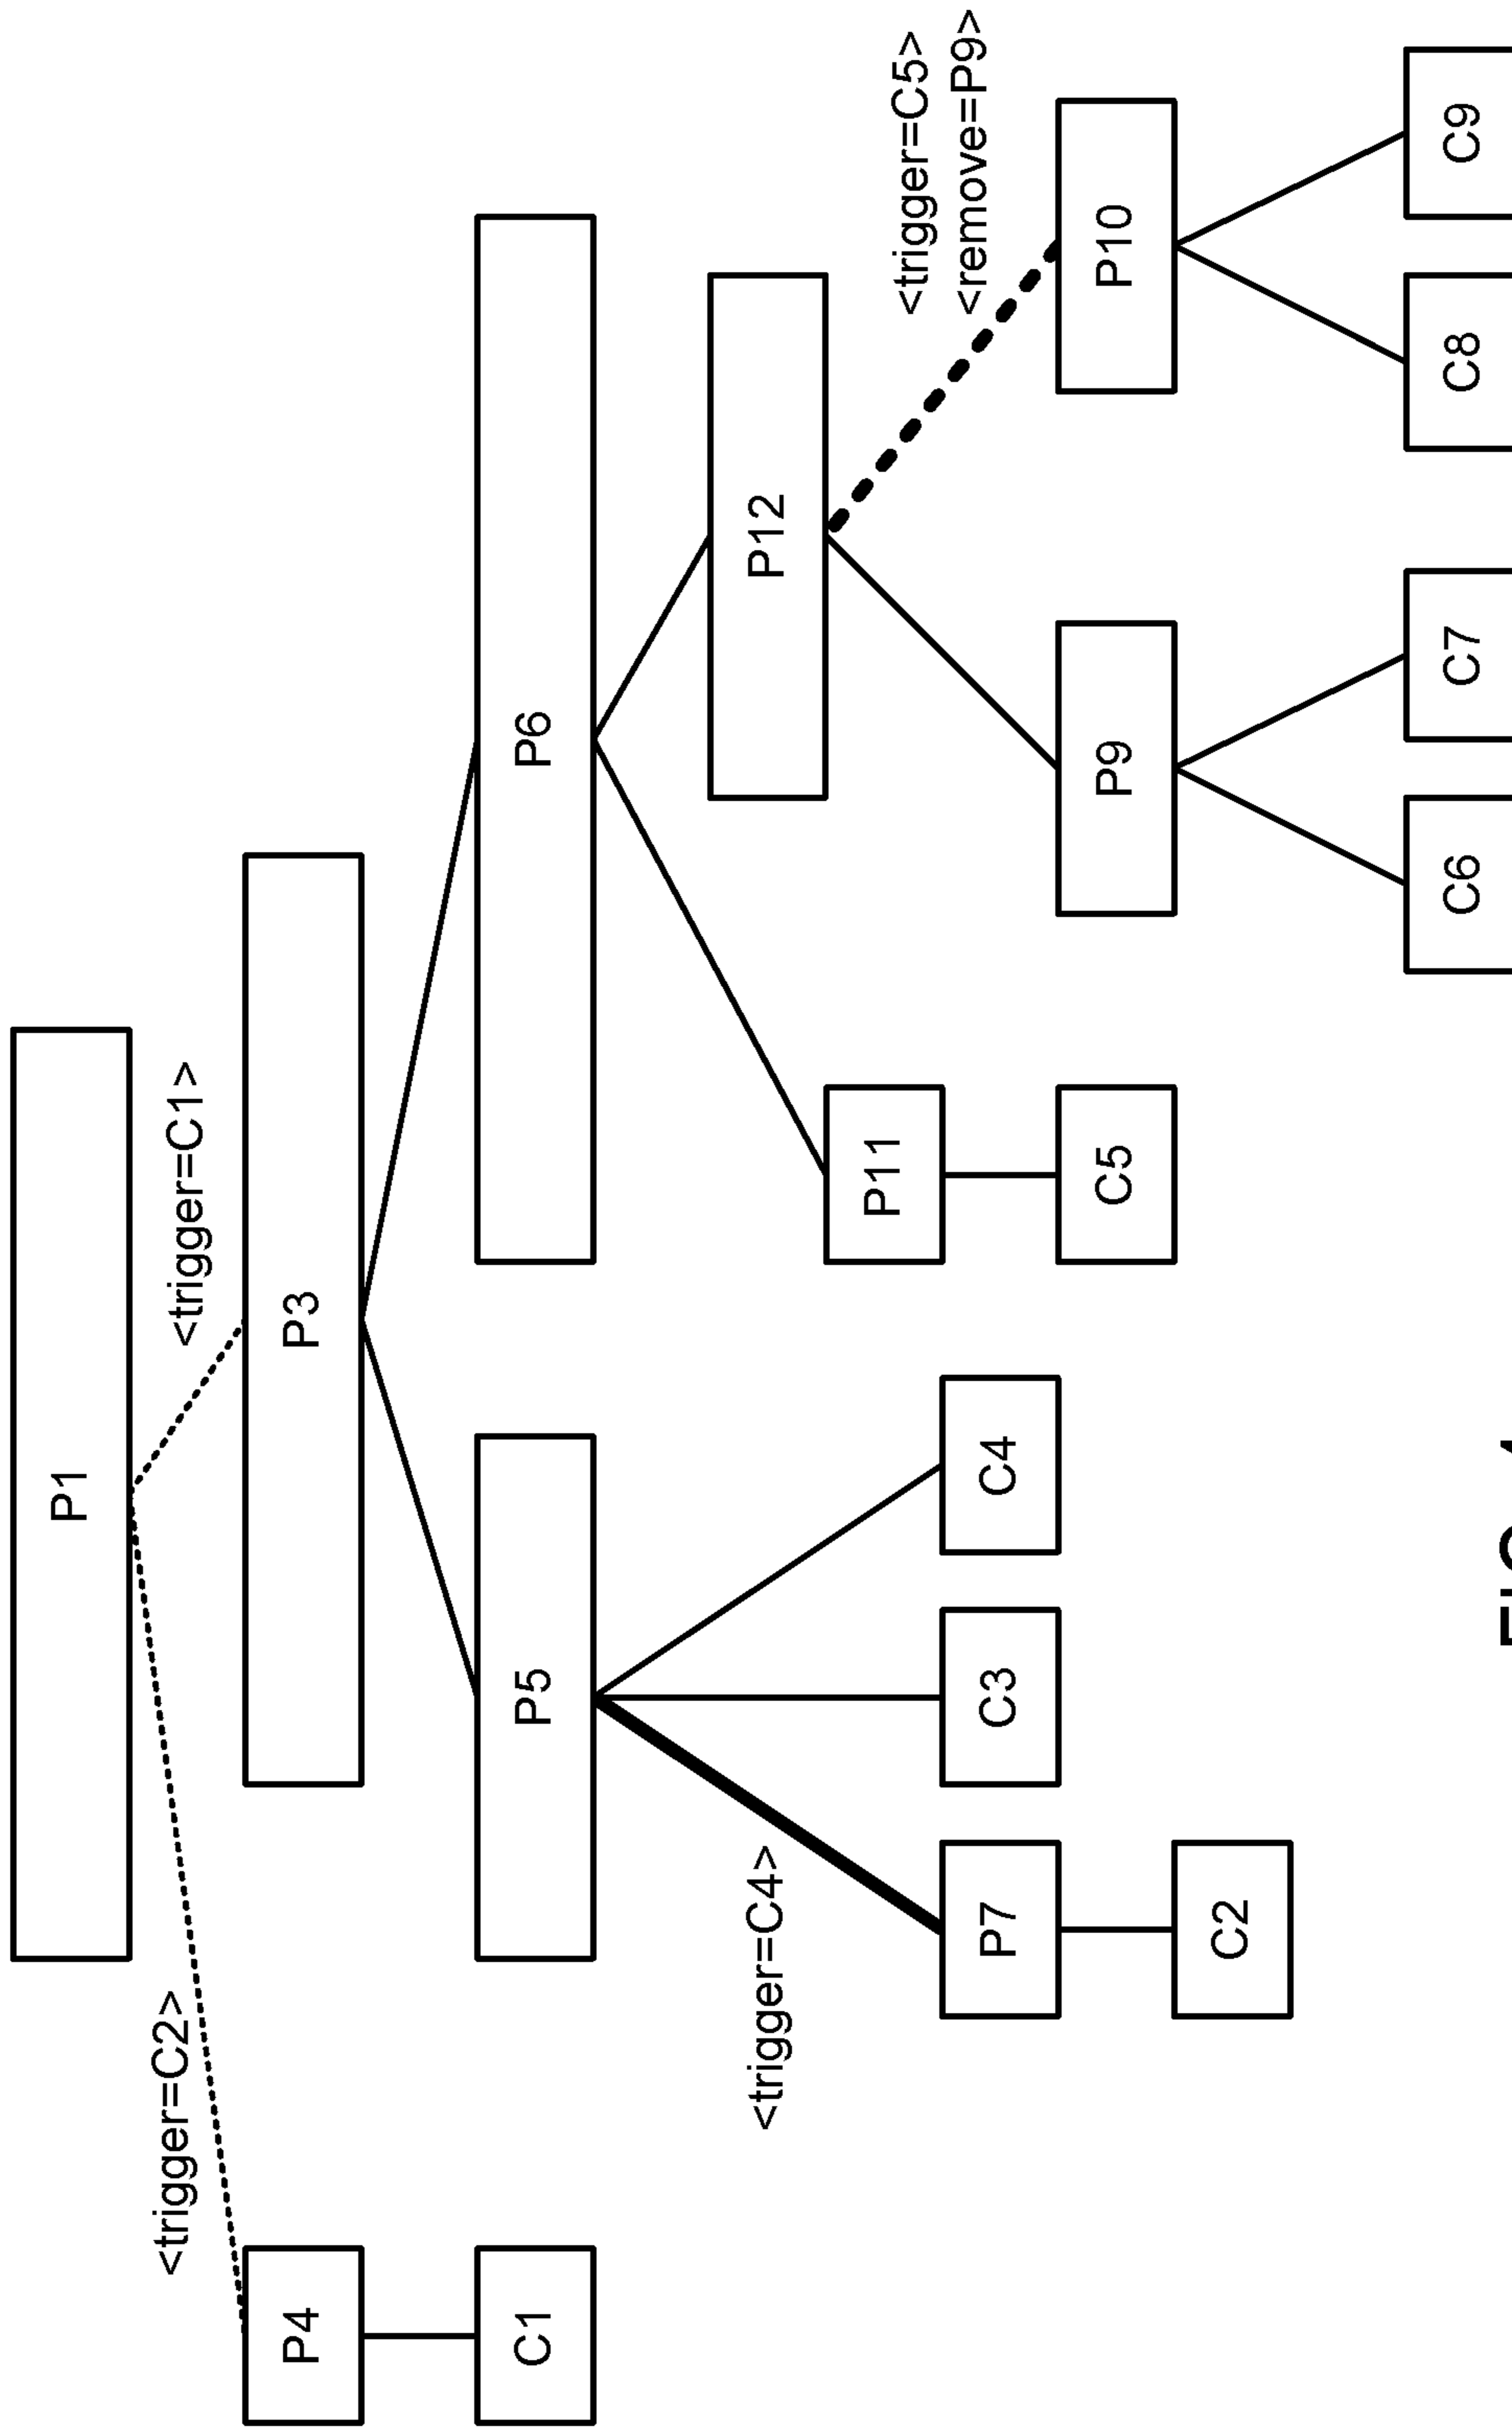 P1
<trigger=C2>
<trigger=C1>
P4
P3
C1
P5
P6
<trigger=C4>
P12
P11
<trigger=C5>
<remove=P9>
P7
C3
C4
C5
P9
P10
C2
C6
C7
C8
C9